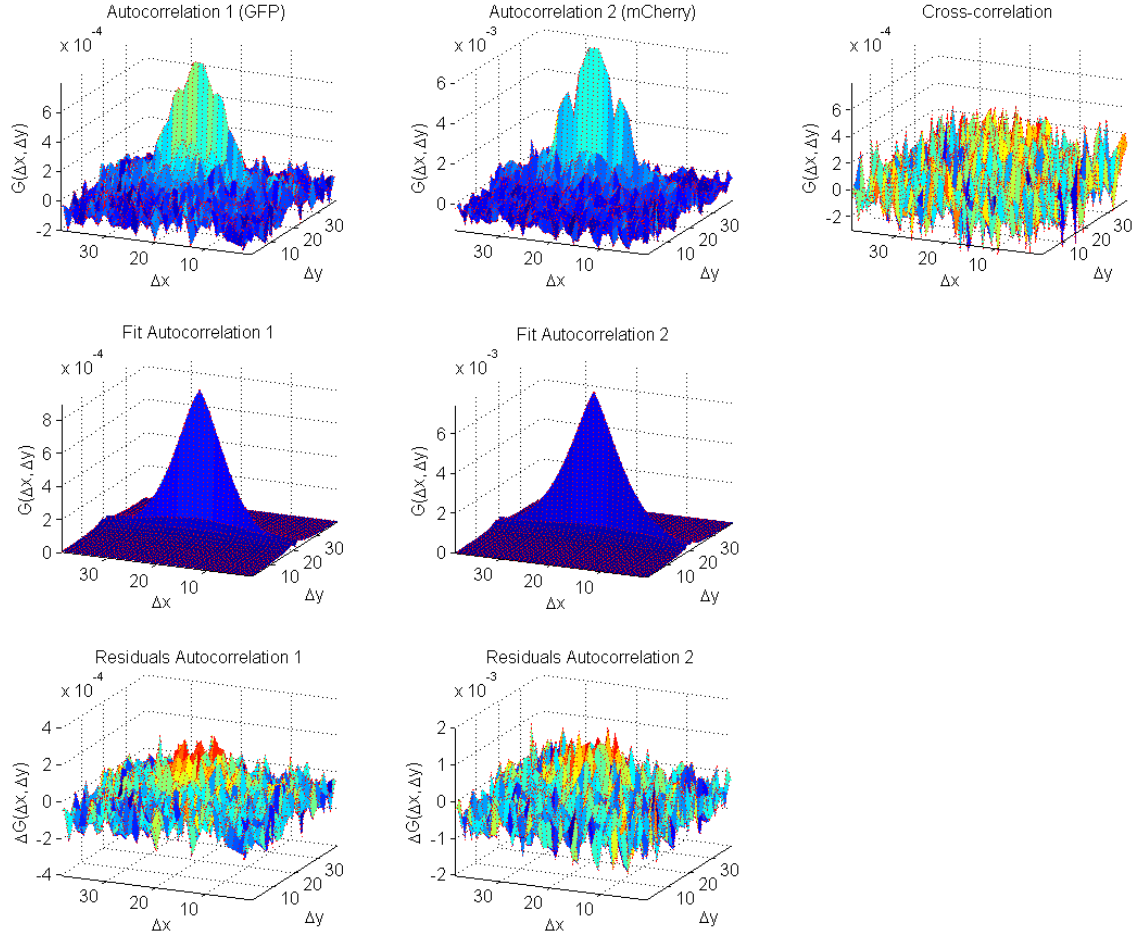 Autocorrelation 1 (GFP)
x 10⁻⁴
G(Δx, Δy)
6
4
2
0
-2
30
20
10
Δx
10
20
30
Δy
Autocorrelation 2 (mCherry)
x 10⁻³
G(Δx, Δy)
6
4
2
0
30
20
10
Δx
10
20
30
Δy
Cross-correlation
x 10⁻⁴
G(Δx, Δy)
6
4
2
0
-2
30
20
10
Δx
10
20
30
Δy
Fit Autocorrelation 1
x 10⁻⁴
G(Δx, Δy)
8
6
4
2
0
30
20
10
Δx
10
20
30
Δy
Fit Autocorrelation 2
x 10⁻³
G(Δx, Δy)
6
4
2
0
30
20
10
Δx
10
20
30
Δy
Residuals Autocorrelation 1
x 10⁻⁴
ΔG(Δx, Δy)
4
2
0
-2
-4
30
20
10
Δx
10
20
30
Δy
Residuals Autocorrelation 2
x 10⁻³
ΔG(Δx, Δy)
2
1
0
-1
-2
30
20
10
Δx
10
20
30
Δy